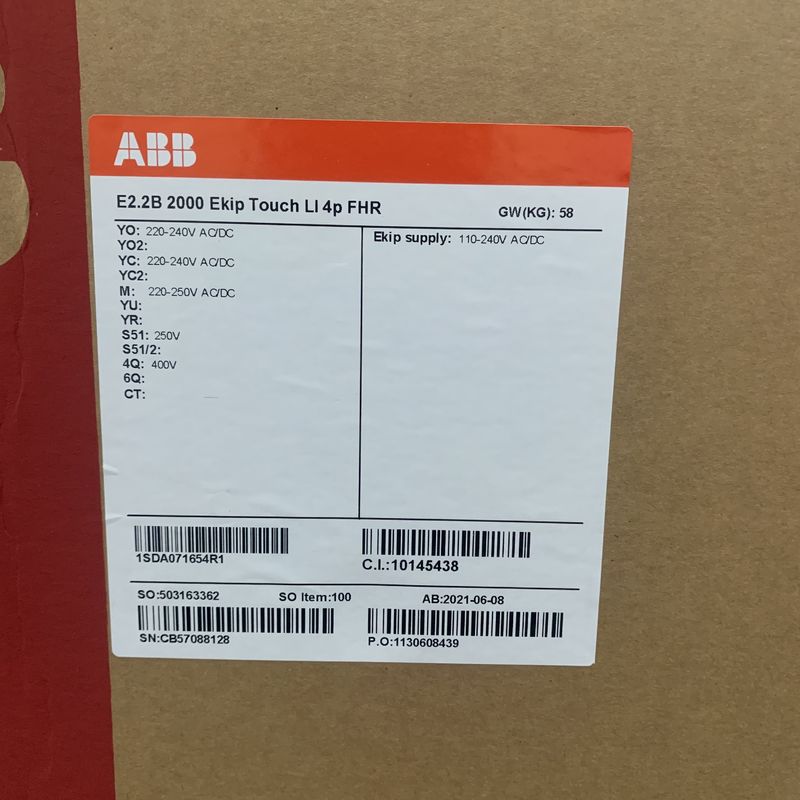 ABB
E2.2B 2000 Ekip Touch LI 4p FHR
GW(KG): 58
YO: 220-240V AC/DC
YO2:
YC: 220-240V AC/DC
YC2:
M: 220-250V AC/DC
YU:
YR:
S51: 250V
S51/2:
4Q: 400V
6Q:
CT:
Ekip supply: 110-240V AC/DC
1SDA071654R1
C.I.:10145438
SO:503163362
SO Item:100
AB:2021-06-08
SN:CB57088128
P.O:1130608439